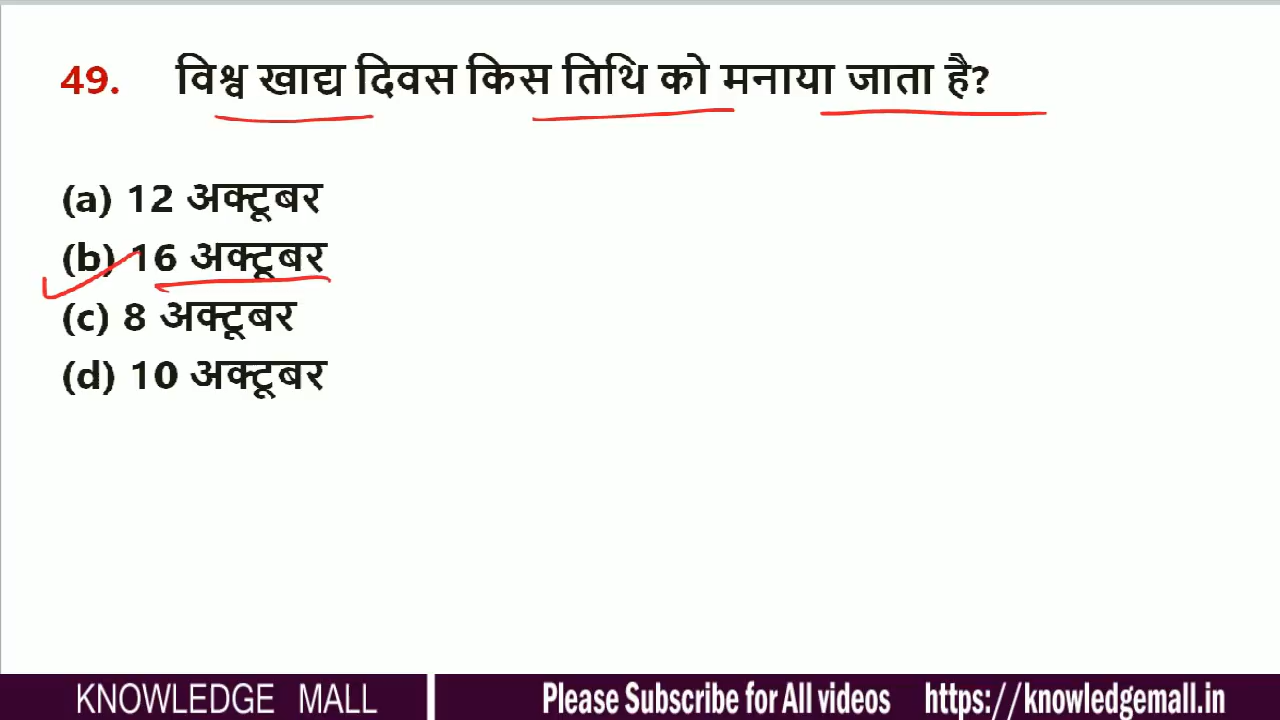 49. विश्व खाद्य दिवस किस तिथि को मनाया जाता है?
(a) 12 अक्टूबर
(b) 16 अक्टूबर
(c) 8 अक्टूबर
(d) 10 अक्टूबर
KNOWLEDGE MALL Please Subscribe for All videos https://knowledgemall.in